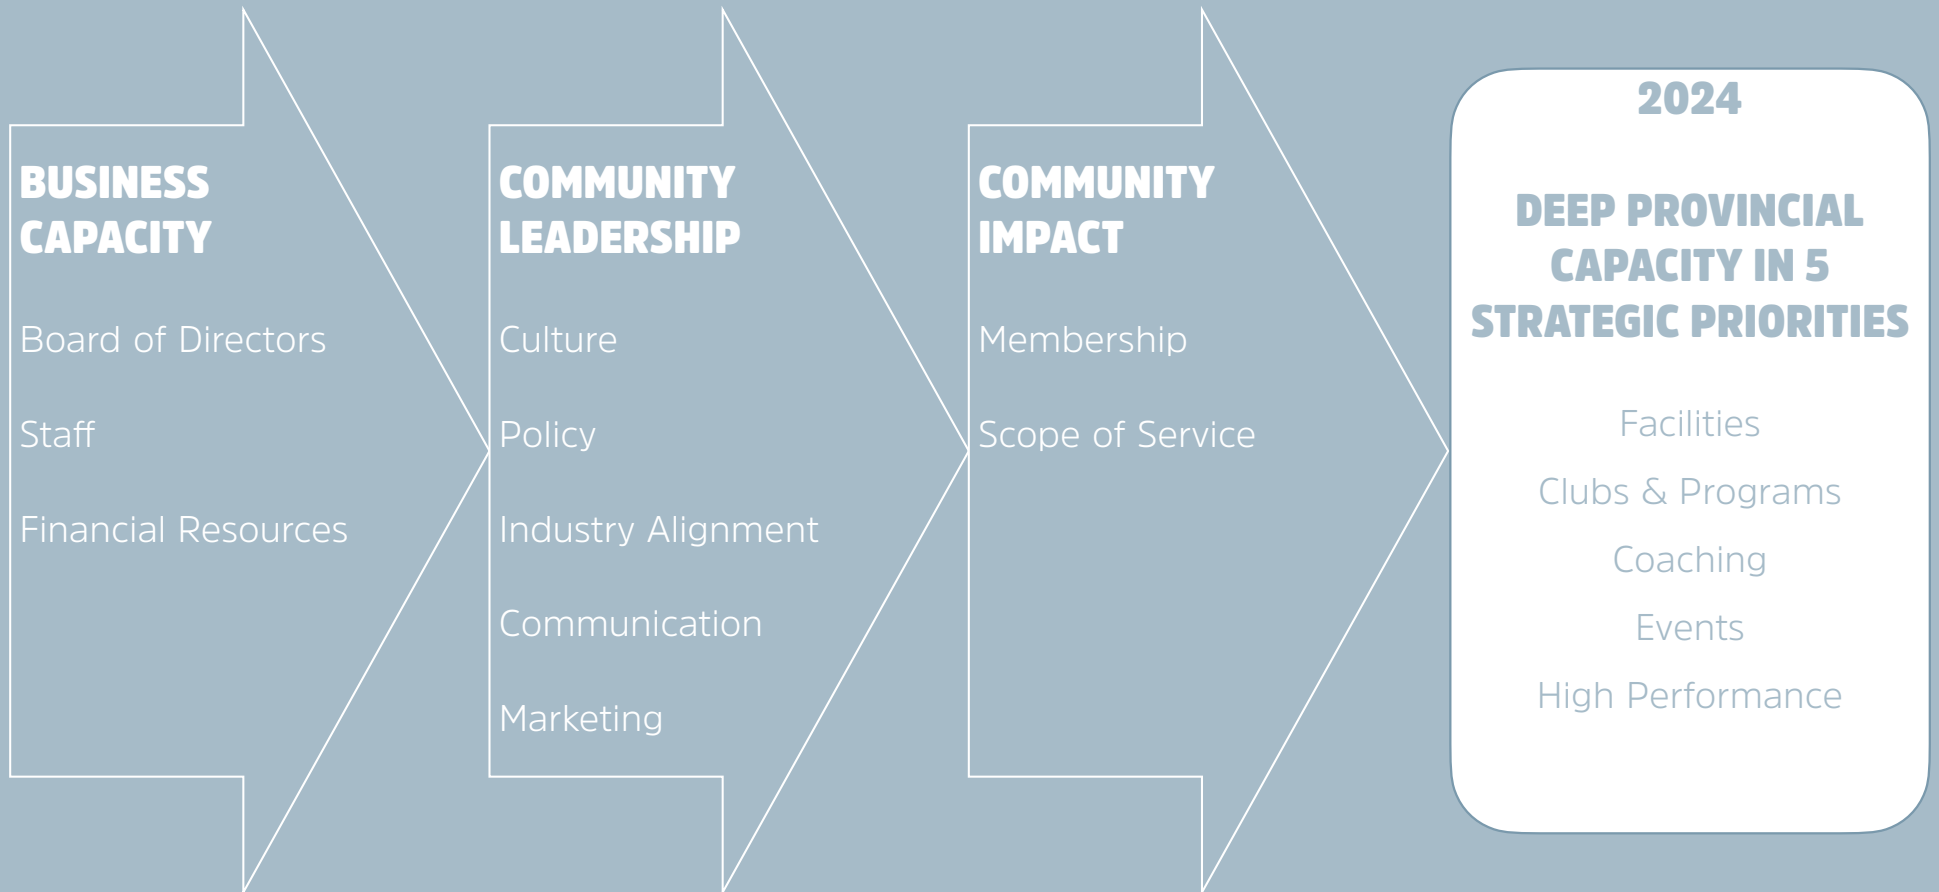 BUSINESS
CAPACITY
Board of Directors
Staff
Financial Resources
COMMUNITY
LEADERSHIP
Culture
Policy
Industry Alignment
Communication
Marketing
COMMUNITY
IMPACT
Membership
Scope of Service
2024
DEEP PROVINCIAL
CAPACITY IN 5
STRATEGIC PRIORITIES
Facilities
Clubs & Programs
Coaching
Events
High Performance